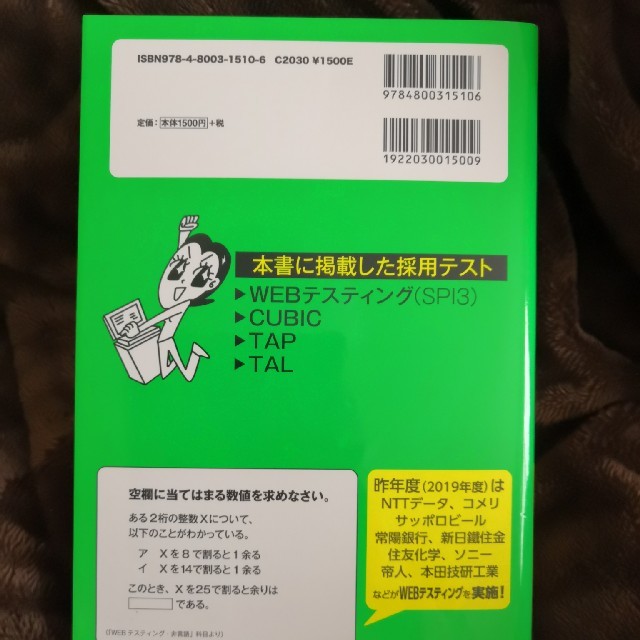 ISBN978-4-8003-1510-6 C2030 ¥1500E
9784800315106
定価:本体1500円+税
1922030015009
本書に掲載した採用テスト
▶WEBテスティング(SPI3)
▶CUBIC
▶TAP
▶TAL
空欄に当てはまる数値を求めなさい。
ある2桁の整数Xについて、
以下のことがわかっている。
ア Xを8で割ると1余る
イ Xを14で割ると1余る
このとき、Xを25で割ると余りは
である。
(「WEBテスティング・非言語」科目より)
昨年度(2019年度)は
NTTデータ、コメリ
サッポロビール
常陽銀行、新日鐵住金
住友化学、ソニー
帝人、本田技研工業
などがWEBテスティングを実施!